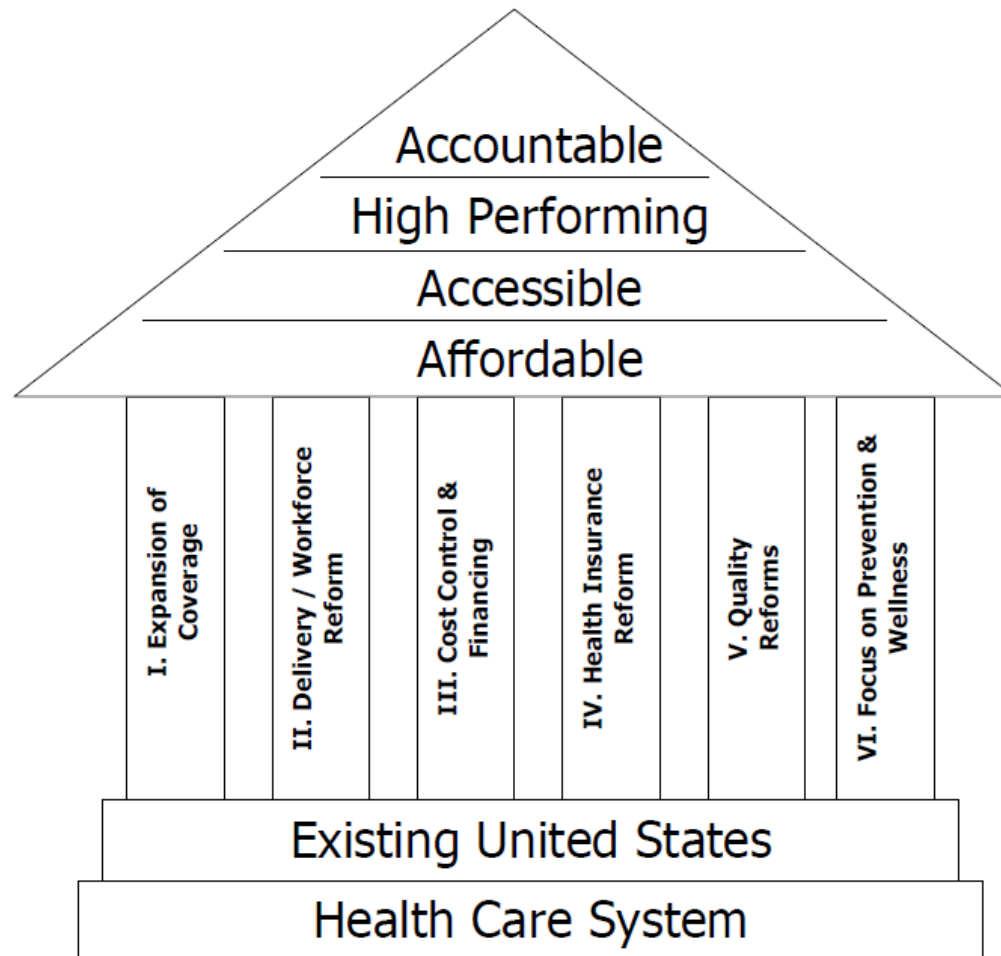 Accountable
High Performing
Accessible
Affordable
I. Expansion of
Coverage
II. Delivery / Workforce
Reform
III. Cost Control &
Financing
IV. Health Insurance
Reform
V. Quality
Reforms
VI. Focus on Prevention &
Wellness
Existing United States
Health Care System